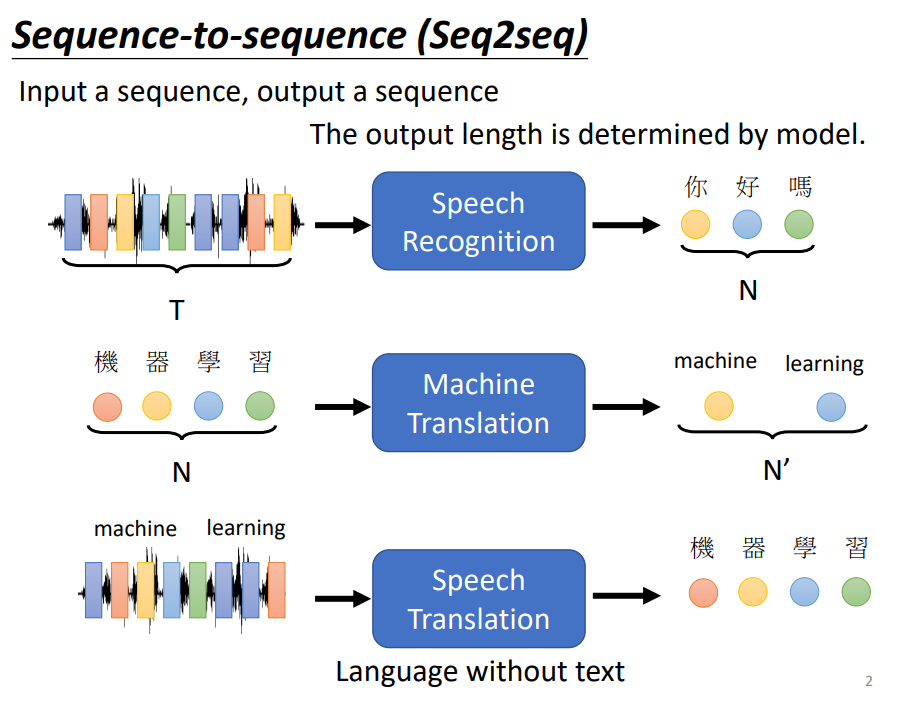 Sequence-to-sequence (Seq2seq)
Input a sequence, output a sequence
The output length is determined by model.
T
Speech
Recognition
你 好 嗎
N
機 器 學 習
N
Machine
Translation
machine learning
N’
machine learning
Speech
Translation
機 器 學 習
Language without text
2